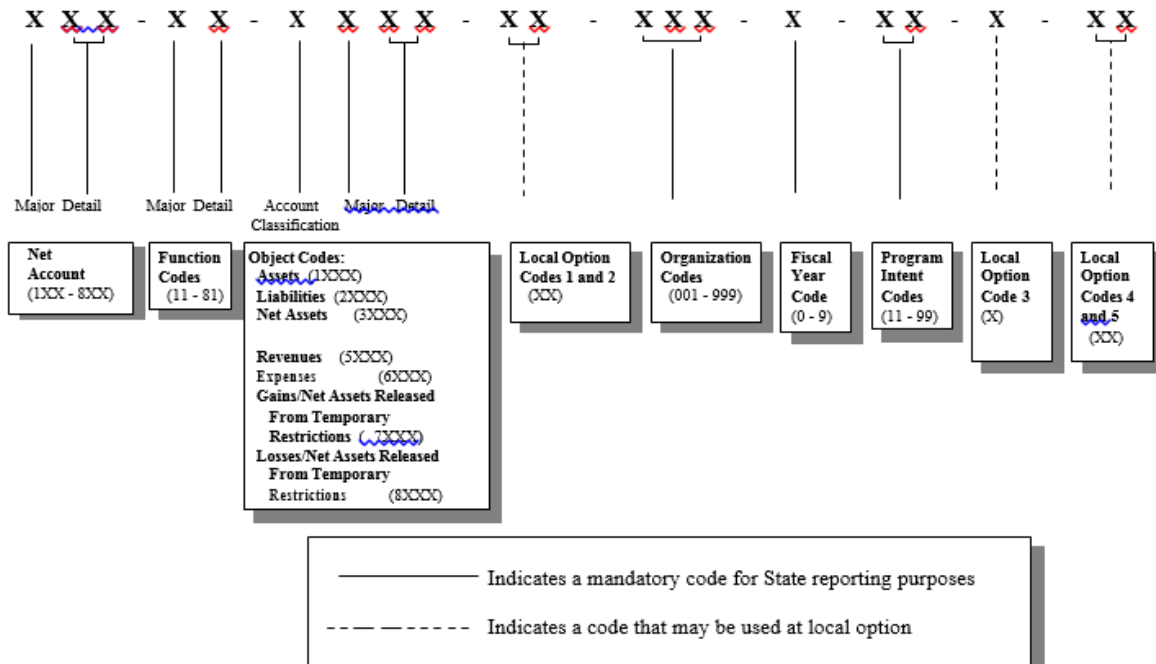 X X X - X X - X X X X - X X - X X X - X - X X - X - X X
Major Detail Major Detail Account Classification Major Detail
Net
Account
(1XX - 8XX)
Function
Codes
(11 - 81)
Object Codes:
Assets (1XXX)
Liabilities (2XXX)
Net Assets (3XXX)
Revenues (5XXX)
Expenses (6XXX)
Gains/Net Assets Released
From Temporary
Restrictions ( 7XXX)
Losses/Net Assets Released
From Temporary
Restrictions (8XXX)
Local Option
Codes 1 and 2
(XX)
Organization
Codes
(001 - 999)
Fiscal
Year
Code
(0 - 9)
Program
Intent
Codes
(11 - 99)
Local
Option
Code 3
(X)
Local
Option
Codes 4
and 5
(XX)
Indicates a mandatory code for State reporting purposes
Indicates a code that may be used at local option